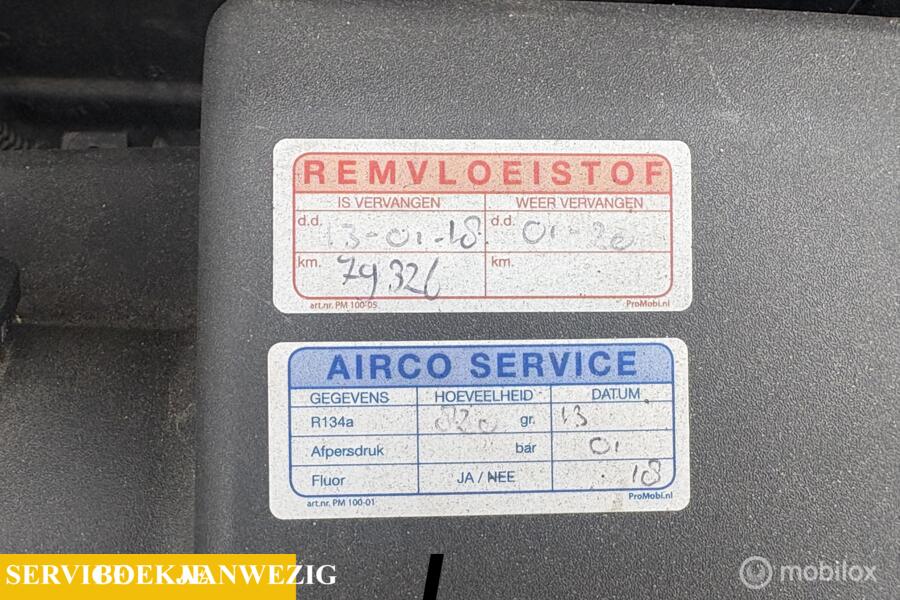 REMVLOEISTOF
IS VERVANGEN WEER VERVANGEN
d.d. 13-01-18 d.d. 01-20
km. 79326 km.
art.nr. PM 100-05 ProMobi.nl
AIRCO SERVICE
GEGEVENS HOEVEELHEID DATUM
R134a 820 gr. 13
Afpersdruk bar 01
Fluor JA / NEE 18
art.nr. PM 100-01 ProMobi.nl
mobilox